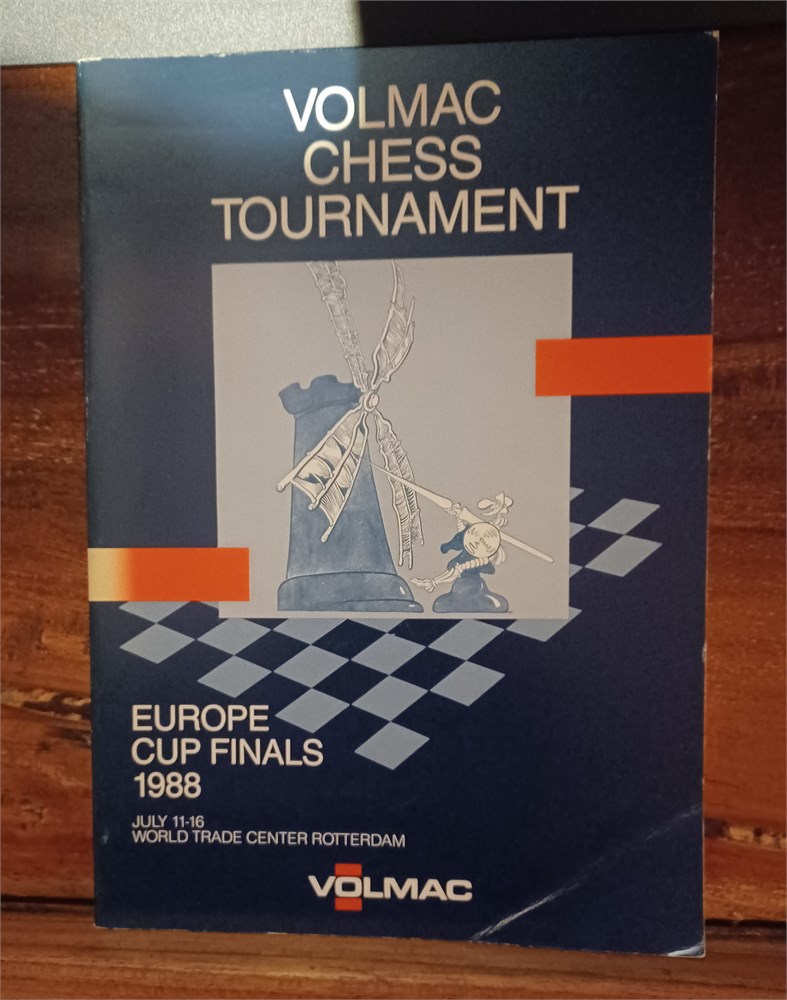 VOLMAC
CHESS
TOURNAMENT
EUROPE
CUP FINALS
1988
JULY 11-16
WORLD TRADE CENTER ROTTERDAM
VOLMAC